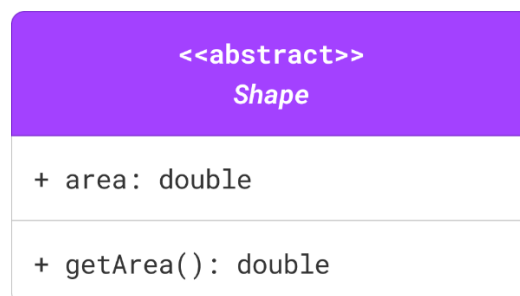 <<abstract>>
Shape
+ area: double
+ getArea(): double